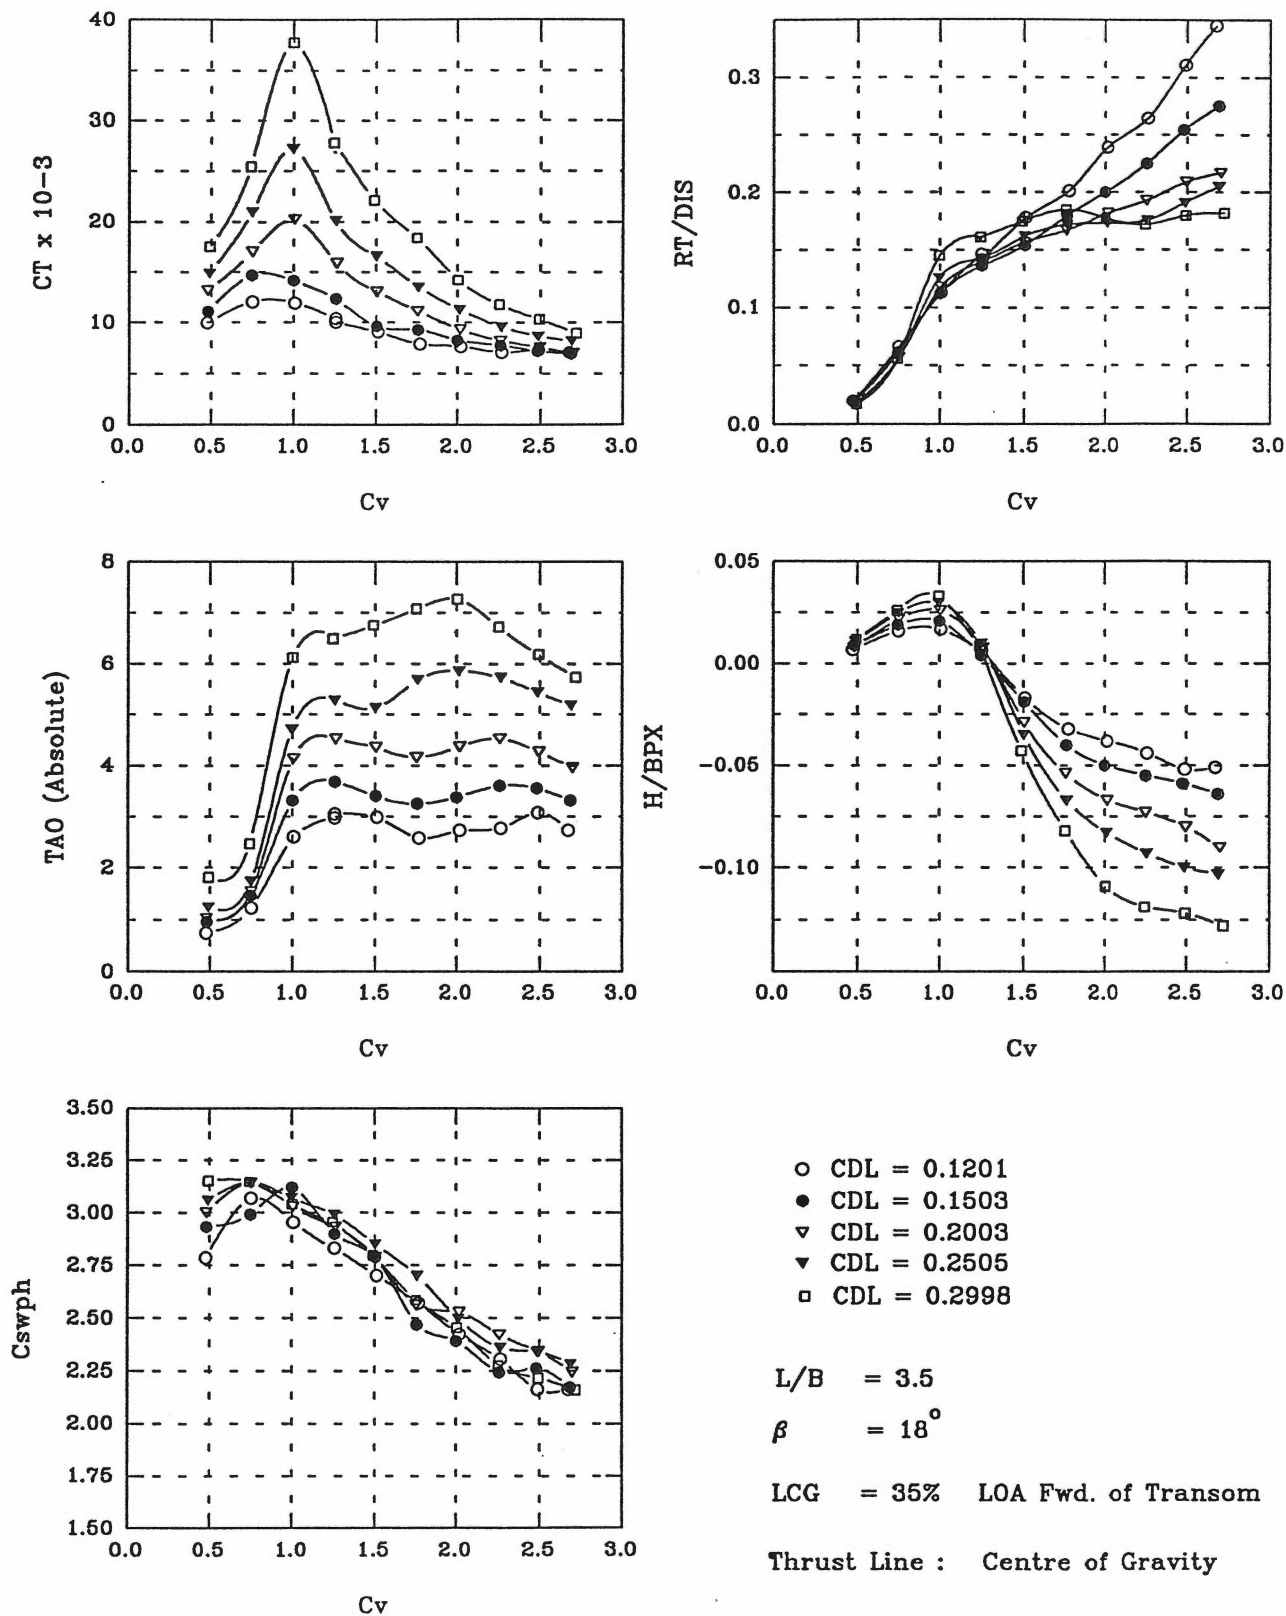 40
30
20
10
0
CT x 10-3
0.0 0.5 1.0 1.5 2.0 2.5 3.0
Cv
0.3
0.2
0.1
0.0
RT/DIS
0.0 0.5 1.0 1.5 2.0 2.5 3.0
Cv
8
6
4
2
0
TAO (Absolute)
0.0 0.5 1.0 1.5 2.0 2.5 3.0
Cv
0.05
0.00
-0.05
-0.10
H/BPX
0.0 0.5 1.0 1.5 2.0 2.5 3.0
Cv
3.50
3.25
3.00
2.75
2.50
2.25
2.00
1.75
1.50
Cswph
0.0 0.5 1.0 1.5 2.0 2.5 3.0
Cv
CDL = 0.1201
CDL = 0.1503
CDL = 0.2003
CDL = 0.2505
CDL = 0.2998
L/B = 3.5
β = 18°
LCG = 35% LOA Fwd. of Transom
Thrust Line : Centre of Gravity